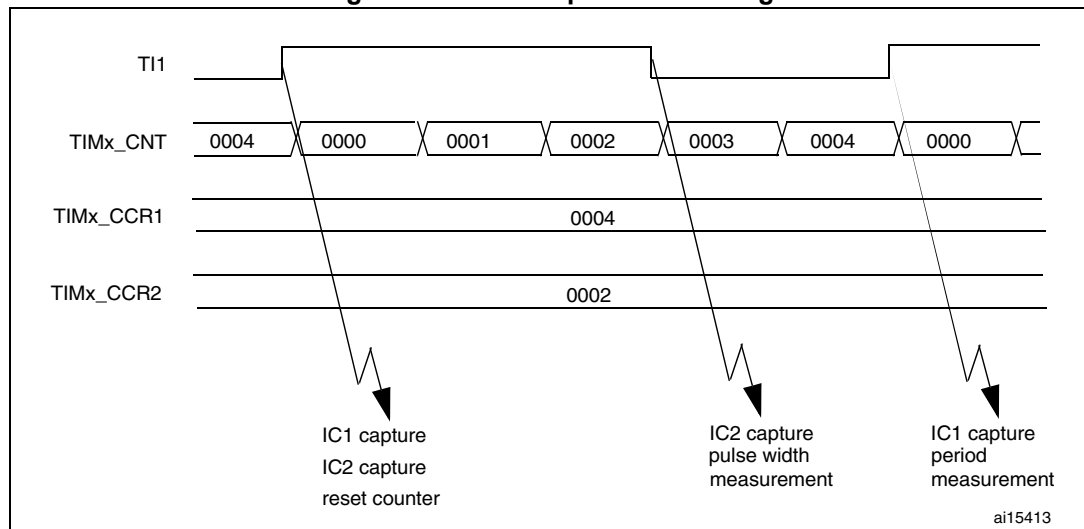 TI1
TIMx_CNT 0004 0000 0001 0002 0003 0004 0000
TIMx_CCR1 0004
TIMx_CCR2 0002
IC1 capture
IC2 capture
reset counter
IC2 capture
pulse width
measurement
IC1 capture
period
measurement
ai15413